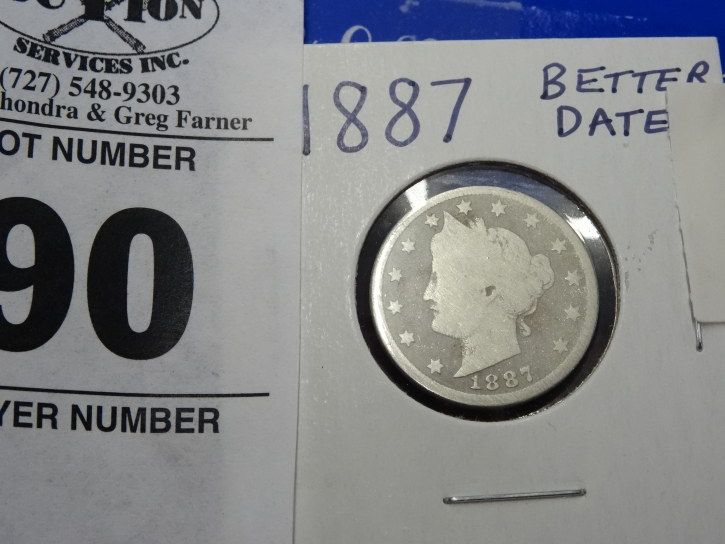 SERVICES INC.
(727) 548-9303
hondra & Greg Farner
OT NUMBER
90
YER NUMBER
1887
BETTER
DATE
1887